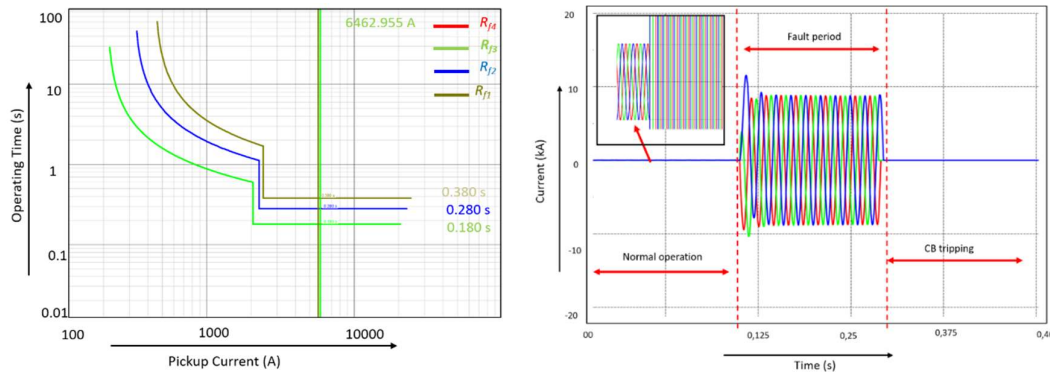 100
10
1
0.1
0.01
Operating Time (s)
6462.955 A
Rf4
Rf3
Rf2
Rf1
0.380 s
0.280 s
0.180 s
100
1000
10000
Pickup Current (A)
20
10
0
-10
-20
Current (kA)
Fault period
Normal operation
CB tripping
00
0,125
0,25
0,375
Time (s)